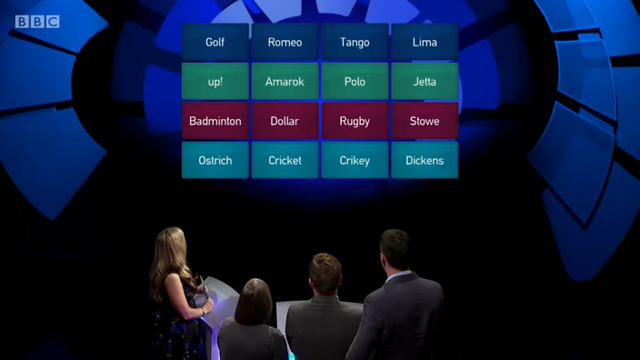 BBC
Golf Romeo Tango Lima
up! Amarok Polo Jetta
Badminton Dollar Rugby Stowe
Ostrich Cricket Crikey Dickens